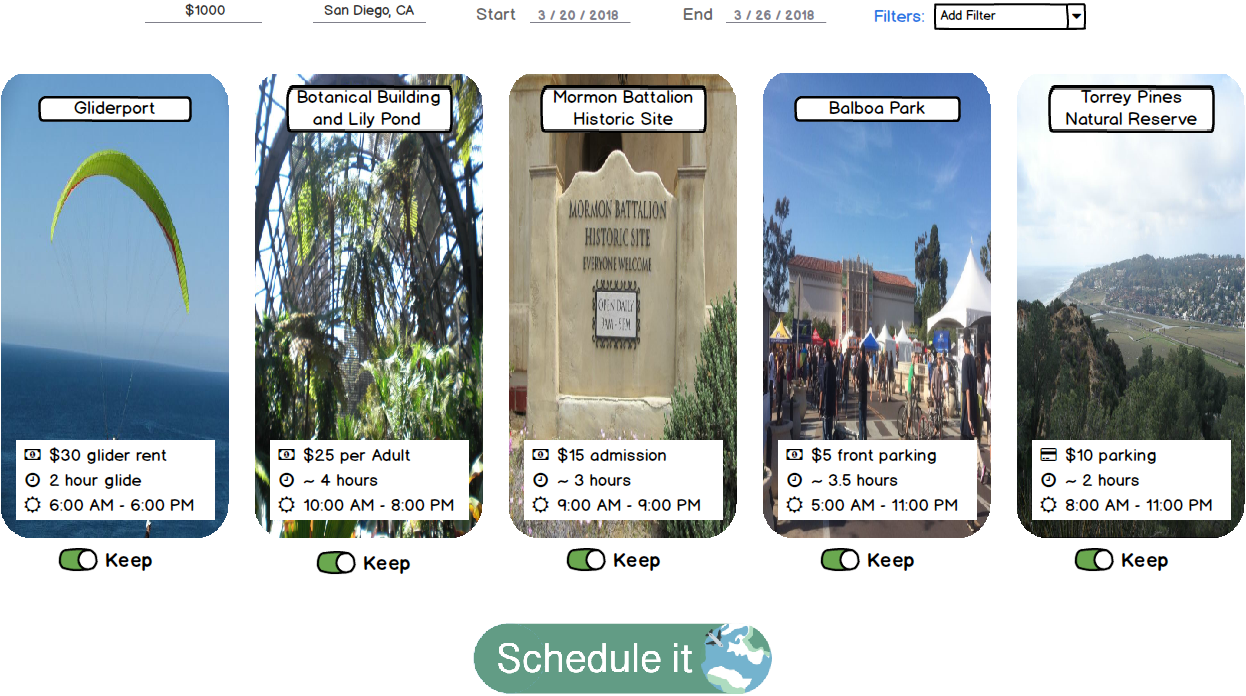 $1000
San Diego, CA
Start
3 / 20 / 2018
End
3 / 26 / 2018
Filters:
Add Filter
Gliderport
$30 glider rent
2 hour glide
6:00 AM - 6:00 PM
Keep
Botanical Building
and Lily Pond
$25 per Adult
~ 4 hours
10:00 AM - 8:00 PM
Keep
Mormon Battalion
Historic Site
MORMON BATTALION
HISTORIC SITE
EVERYONE WELCOME
OPEN DAILY
9AM - 9PM
$15 admission
~ 3 hours
9:00 AM - 9:00 PM
Keep
Balboa Park
$5 front parking
~ 3.5 hours
5:00 AM - 11:00 PM
Keep
Torrey Pines
Natural Reserve
$10 parking
~ 2 hours
8:00 AM - 11:00 PM
Keep
Schedule it